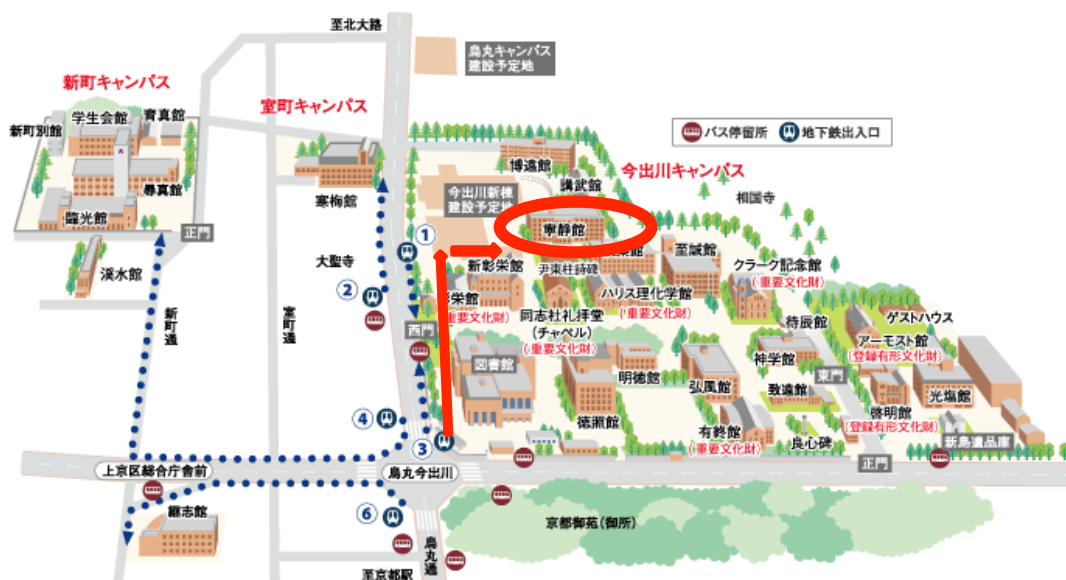 至北大路
烏丸キャンパス
建設予定地
新町キャンパス
室町キャンパス
学生会館
育真館
新町別館
尋真館
臨光館
正門
渓水館
新町通
室町通
寒梅館
大聖寺
バス停留所
地下鉄出入口
今出川キャンパス
博遠館
講武館
相国寺
今出川新棟
建設予定地
寧静館
至誠館
クラーク記念館
(重要文化財)
①
②
新彰栄館
尹東柱詩碑
栄館
重要文化財)
ハリス理化学館
(重要文化財)
同志社礼拝堂
(チャペル)
(重要文化財)
待辰館
ゲストハウス
アーモスト館
(登録有形文化財)
西門
図書館
明徳館
神学館
東門
弘風館
致遠館
光塩館
啓明館
(登録有形文化財)
④
③
徳照館
有終館
(重要文化財)
良心碑
新島遺品庫
正門
上京区総合庁舎前
烏丸今出川
継志館
⑥
烏丸通
京都御苑(御所)
至京都駅